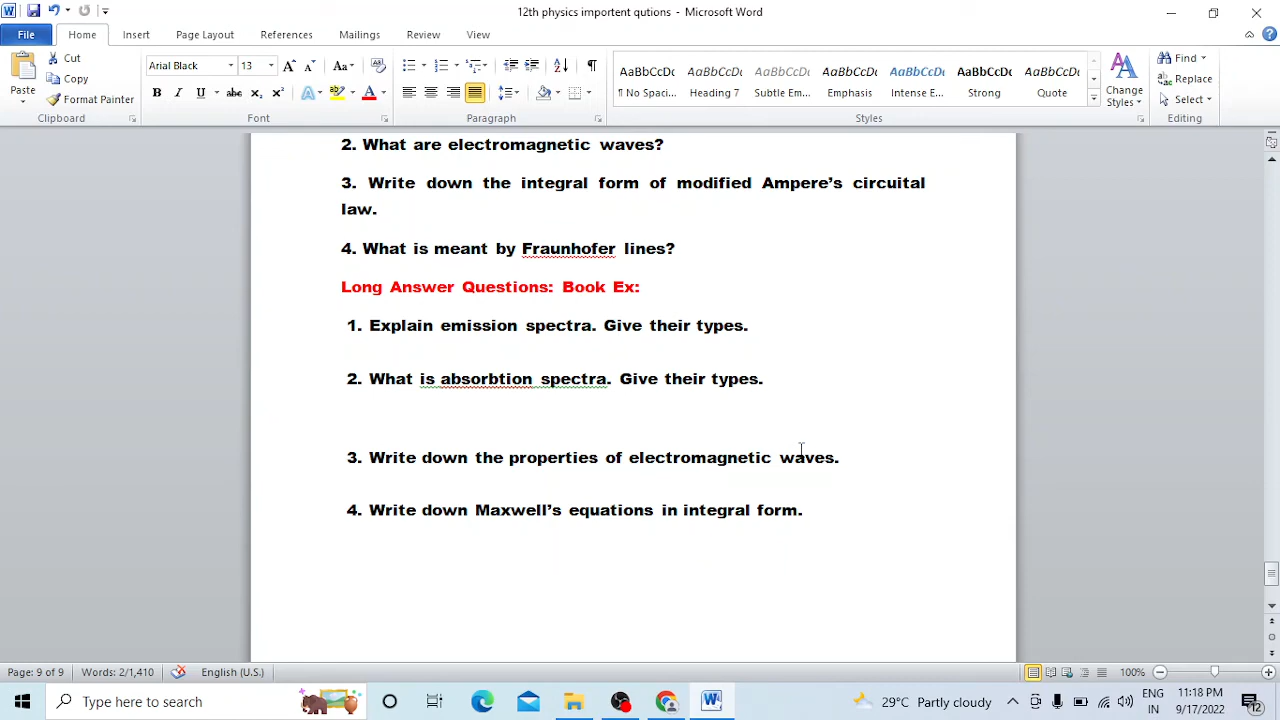 12th physics importent qutions - Microsoft Word
File Home Insert Page Layout References Mailings Review View
Paste
Cut
Copy
Format Painter
Clipboard
Arial Black 13
Font
Paragraph
AaBbCcDc AaBbCcDc AaBbCcDc AaBbCcDc AaBbCcDc AaBbCcDc AaBbCcDc
¶ No Spaci... Heading 7 Subtle Em... Emphasis Intense E... Strong Quote
Change Styles
Styles
Find
Replace
Select
Editing
2. What are electromagnetic waves?
3. Write down the integral form of modified Ampere’s circuital
law.
4. What is meant by Fraunhofer lines?
Long Answer Questions: Book Ex:
1. Explain emission spectra. Give their types.
2. What is absorbtion spectra. Give their types.
3. Write down the properties of electromagnetic waves.
4. Write down Maxwell’s equations in integral form.
Page: 9 of 9 Words: 2/1,410 English (U.S.) 100%
Type here to search
29°C Partly cloudy
ENG
IN
11:18 PM
9/17/2022
12